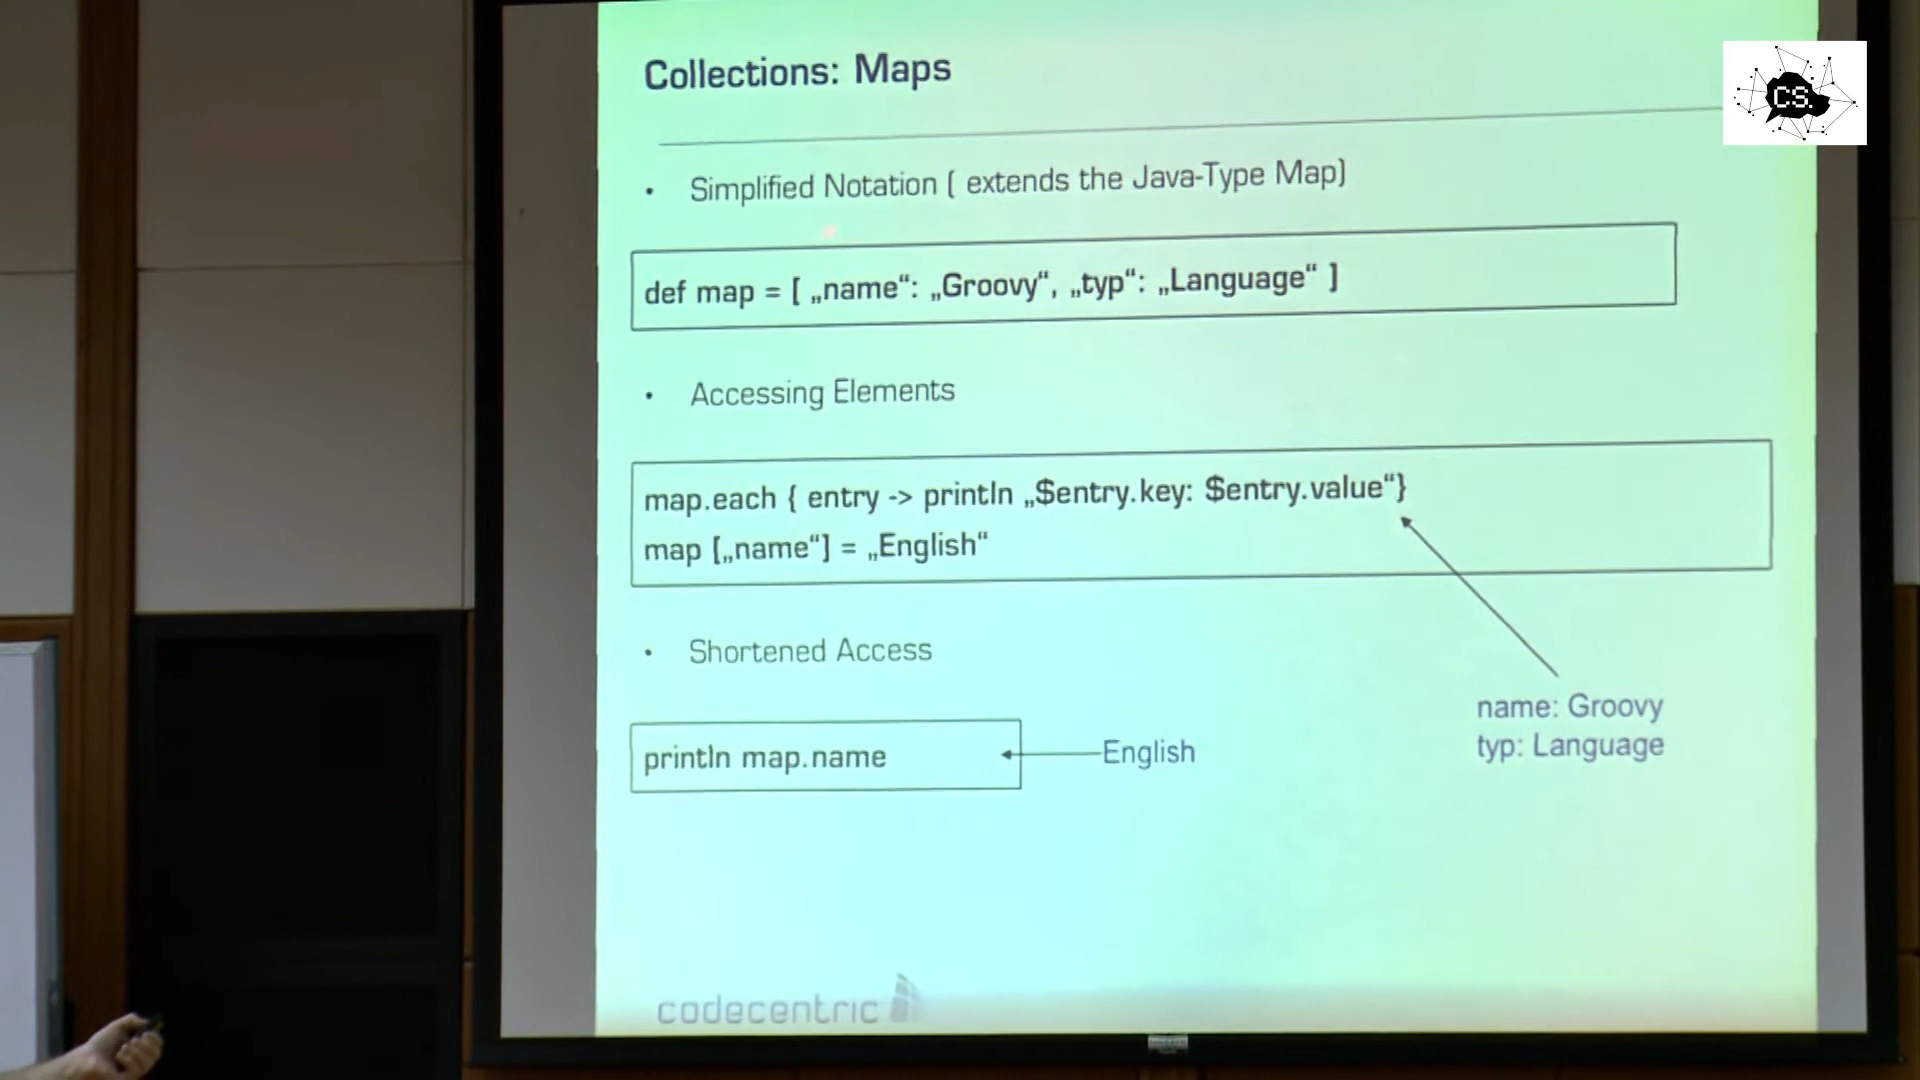 Collections: Maps
CS.
• Simplified Notation ( extends the Java-Type Map)
def map = [ „name“: „Groovy“, „typ“: „Language“ ]
• Accessing Elements
map.each { entry -> println „$entry.key: $entry.value“}
map [„name“] = „English“
• Shortened Access
println map.name
English
name: Groovy
typ: Language
codecentric